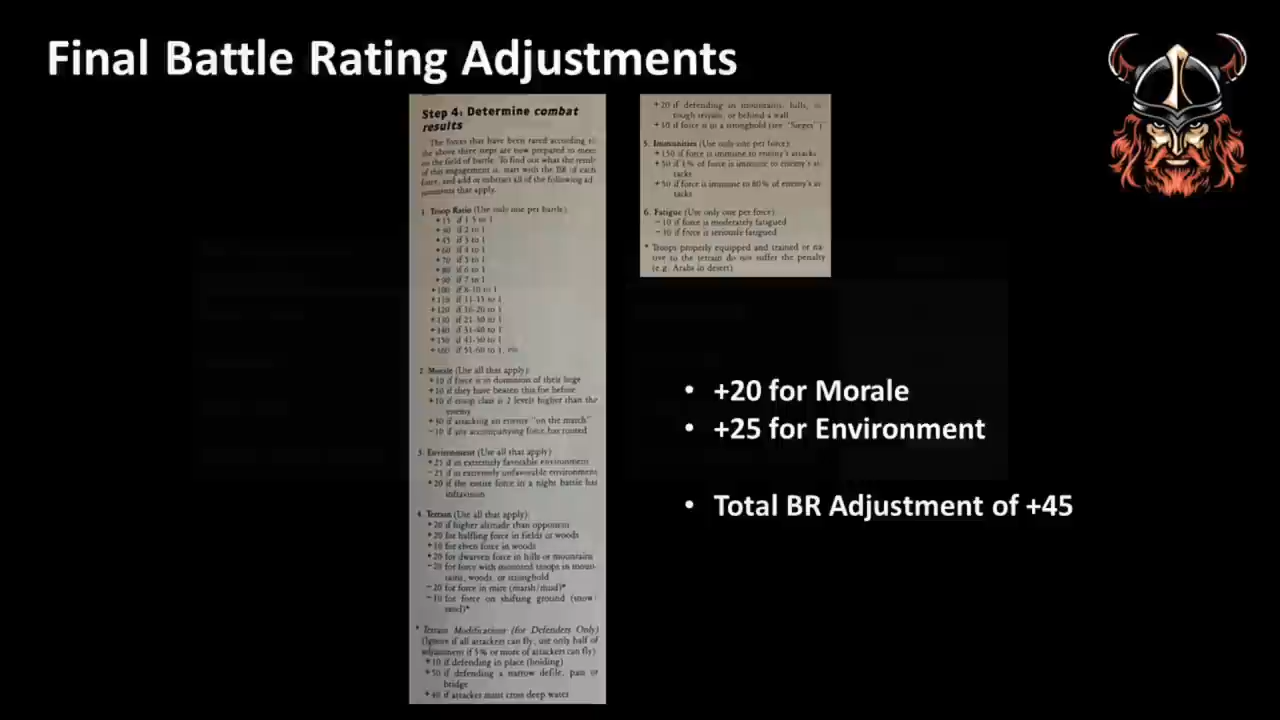 Final Battle Rating Adjustments
Step 4: Determine combat
results
The forces that have been rated according to
the above three steps are now prepared to meet
on the field of battle. To find out what the result
of this engagement is, start with the BR of each
force, and add or subtract all of the following ad
justments that apply.
1. Troop Ratio (Use only one per battle)
+15 if 1.5 to 1
+30 if 2 to 1
+45 if 3 to 1
+60 if 4 to 1
+70 if 5 to 1
+80 if 6 to 1
+90 if 7 to 1
+100 if 8-10 to 1
+110 if 11-15 to 1
+120 if 16-20 to 1
+130 if 21-30 to 1
+140 if 31-40 to 1
+150 if 41-50 to 1
+160 if 51-60 to 1, etc
2. Morale (Use all that apply)
+10 if force is in dominion of their liege
+10 if they have beaten this foe before
+10 if troop class is 2 levels higher than the
enemy
+30 if attacking an enemy "on the march"
-10 if any accompanying force has routed
3. Environment (Use all that apply)
+25 if in extremely favorable environment
-25 if in extremely unfavorable environment
+20 if the entire force in a night battle has
infravision
4. Terrain (Use all that apply)
+20 if higher altitude than opponent
+20 for halfling force in fields or woods
+10 for elven force in woods
+20 for dwarven force in hills or mountains
-20 for force with mounted troops in moun-
tains, woods, or stronghold
-20 for force in mire (marsh/mud)*
-10 for force on shifting ground (snow/
sand)*
* Terrain Modifications (for Defenders Only)
(Ignore if all attackers can fly, use only half of
adjustment if 5% or more of attackers can fly)
+10 if defending in place (holding)
+50 if defending a narrow defile, pass or
bridge
+40 if attacker must cross deep water
+20 if defending in mountains, hills, in
tough terrain, or behind a wall
if force is in a stronghold (see "Sieges")
5. Immunities (Use only one per force)
+150 if force is immune to enemy's attacks
+50 if 1% of force is immune to enemy's at
tacks
+50 if force is immune to 80% of enemy's at
tacks
6. Fatigue (Use only one per force)
-10 if force is moderately fatigued
if force is seriously fatigued
* Troops properly equipped and trained or na-
tive to the terrain do not suffer the penalty
(e.g. Arabs in desert)
• +20 for Morale
• +25 for Environment
• Total BR Adjustment of +45